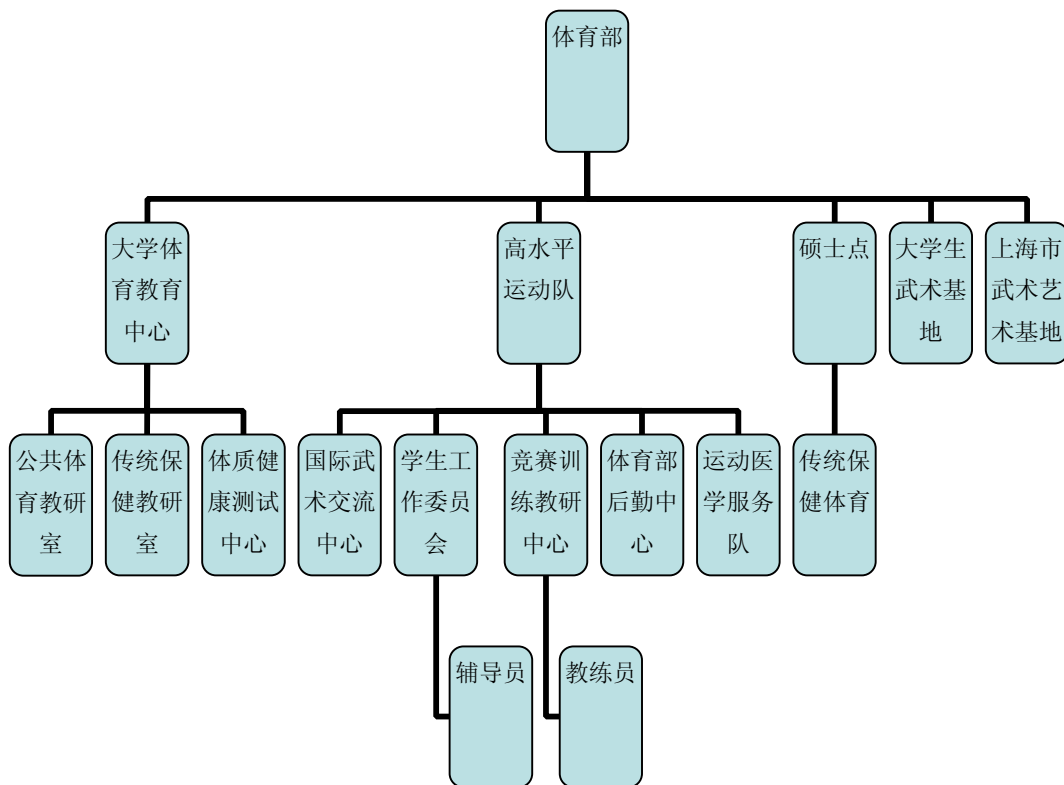 体育部
大学体
育教育
中心
高水平
运动队
硕士点
大学生
武术基
地
上海市
武术艺
术基地
公共体
育教研
室
传统保
健教研
室
体质健
康测试
中心
国际武
术交流
中心
学生工
作委员
会
竞赛训
练教研
中心
体育部
后勤中
心
运动医
学服务
队
传统保
健体育
辅导员
教练员